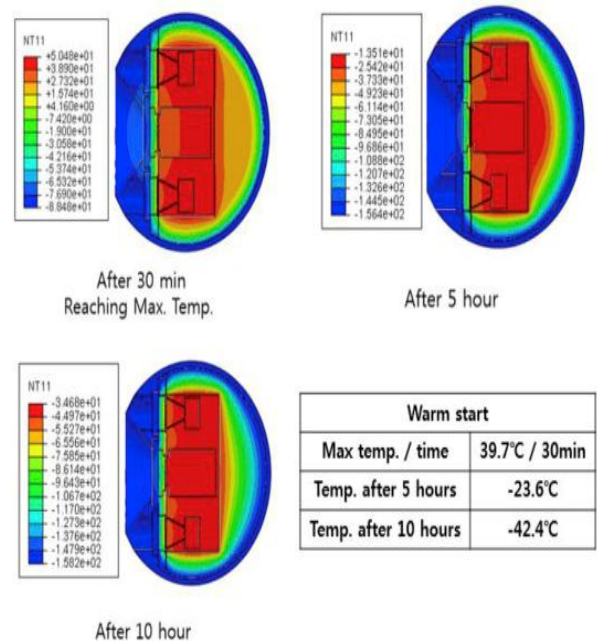 NT11
+5.048e+01
+3.890e+01
+2.732e+01
+1.574e+01
+4.160e+00
-7.420e+00
-1.900e+01
-3.058e+01
-4.216e+01
-5.374e+01
-6.532e+01
-7.690e+01
-8.848e+01
After 30 min
Reaching Max. Temp.
NT11
-1.351e+01
-2.542e+01
-3.733e+01
-4.923e+01
-6.114e+01
-7.305e+01
-8.495e+01
-9.686e+01
-1.088e+02
-1.207e+02
-1.326e+02
-1.445e+02
-1.564e+02
After 5 hour
NT11
-3.468e+01
-4.497e+01
-5.527e+01
-6.556e+01
-7.585e+01
-8.614e+01
-9.643e+01
-1.067e+02
-1.170e+02
-1.273e+02
-1.376e+02
-1.479e+02
-1.582e+02
After 10 hour
Warm start
Max temp. / time 39.7℃ / 30min
Temp. after 5 hours -23.6℃
Temp. after 10 hours -42.4℃